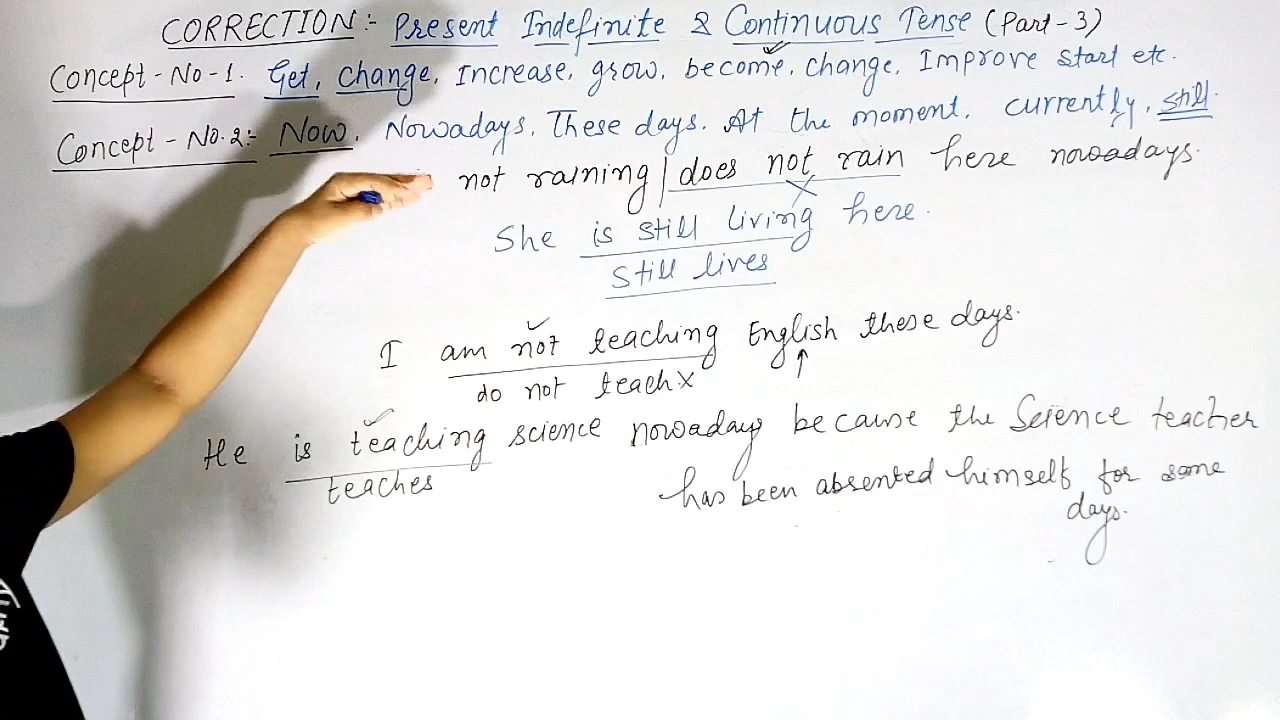 CORRECTION:- Present Indefinite & Continuous Tense (Part-3)
Concept-No-1. Get, change, Increase, grow, become, change, Improve start etc.
Concept-No.2:- Now, Nowadays, These days, At the moment, currently, still.
not raining/does not rain here nowadays.
She is still living here.
still lives
I am not teaching English these days.
do not teach x
He is teaching science nowadays because the Science teacher
teaches
has been absented himself for some
days.